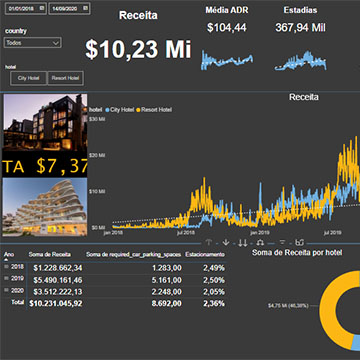 01/01/2018 14/09/2020
country
Todos
hotel
City Hotel Resort Hotel
Receita
$10,23 Mi
Média ADR
$104,44
Estadias
367,94 Mil
TA $7,37
Receita
hotel City Hotel Resort Hotel
$30 Mil
$20 Mil
$10 Mil
$0 Mil
jan 2018 jul 2018 jan 2019 jul 2019
Ano Soma de Receita Soma de required_car_parking_spaces Estacionamento
2018 $1.228.662,34 1.283,00 2,49%
2019 $5.490.161,46 5.161,00 2,50%
2020 $3.512.222,13 2.248,00 2,05%
Total $10.231.045,92 8.692,00 2,36%
Soma de Receita por hotel
$4,75 Mi (46,38%)